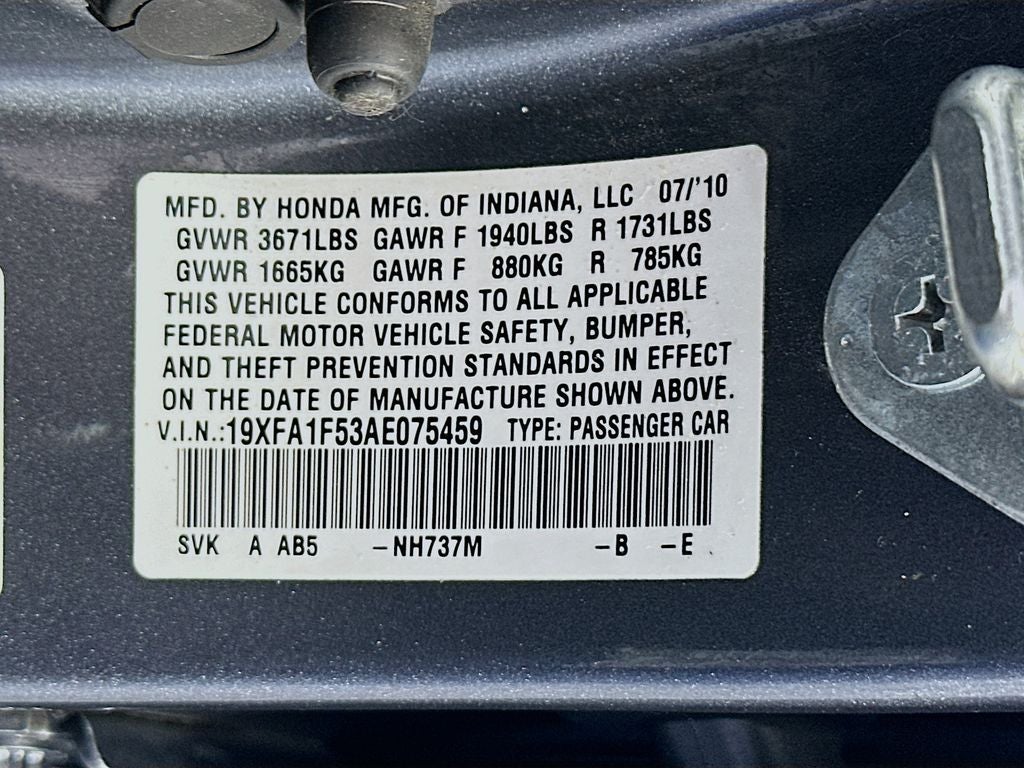 MFD. BY HONDA MFG. OF INDIANA, LLC 07/'10
GVWR 3671LBS GAWR F 1940LBS R 1731LBS
GVWR 1665KG GAWR F 880KG R 785KG
THIS VEHICLE CONFORMS TO ALL APPLICABLE
FEDERAL MOTOR VEHICLE SAFETY, BUMPER,
AND THEFT PREVENTION STANDARDS IN EFFECT
ON THE DATE OF MANUFACTURE SHOWN ABOVE.
V.I.N.:19XFA1F53AE075459 TYPE: PASSENGER CAR
SVK A AB5 -NH737M -B -E